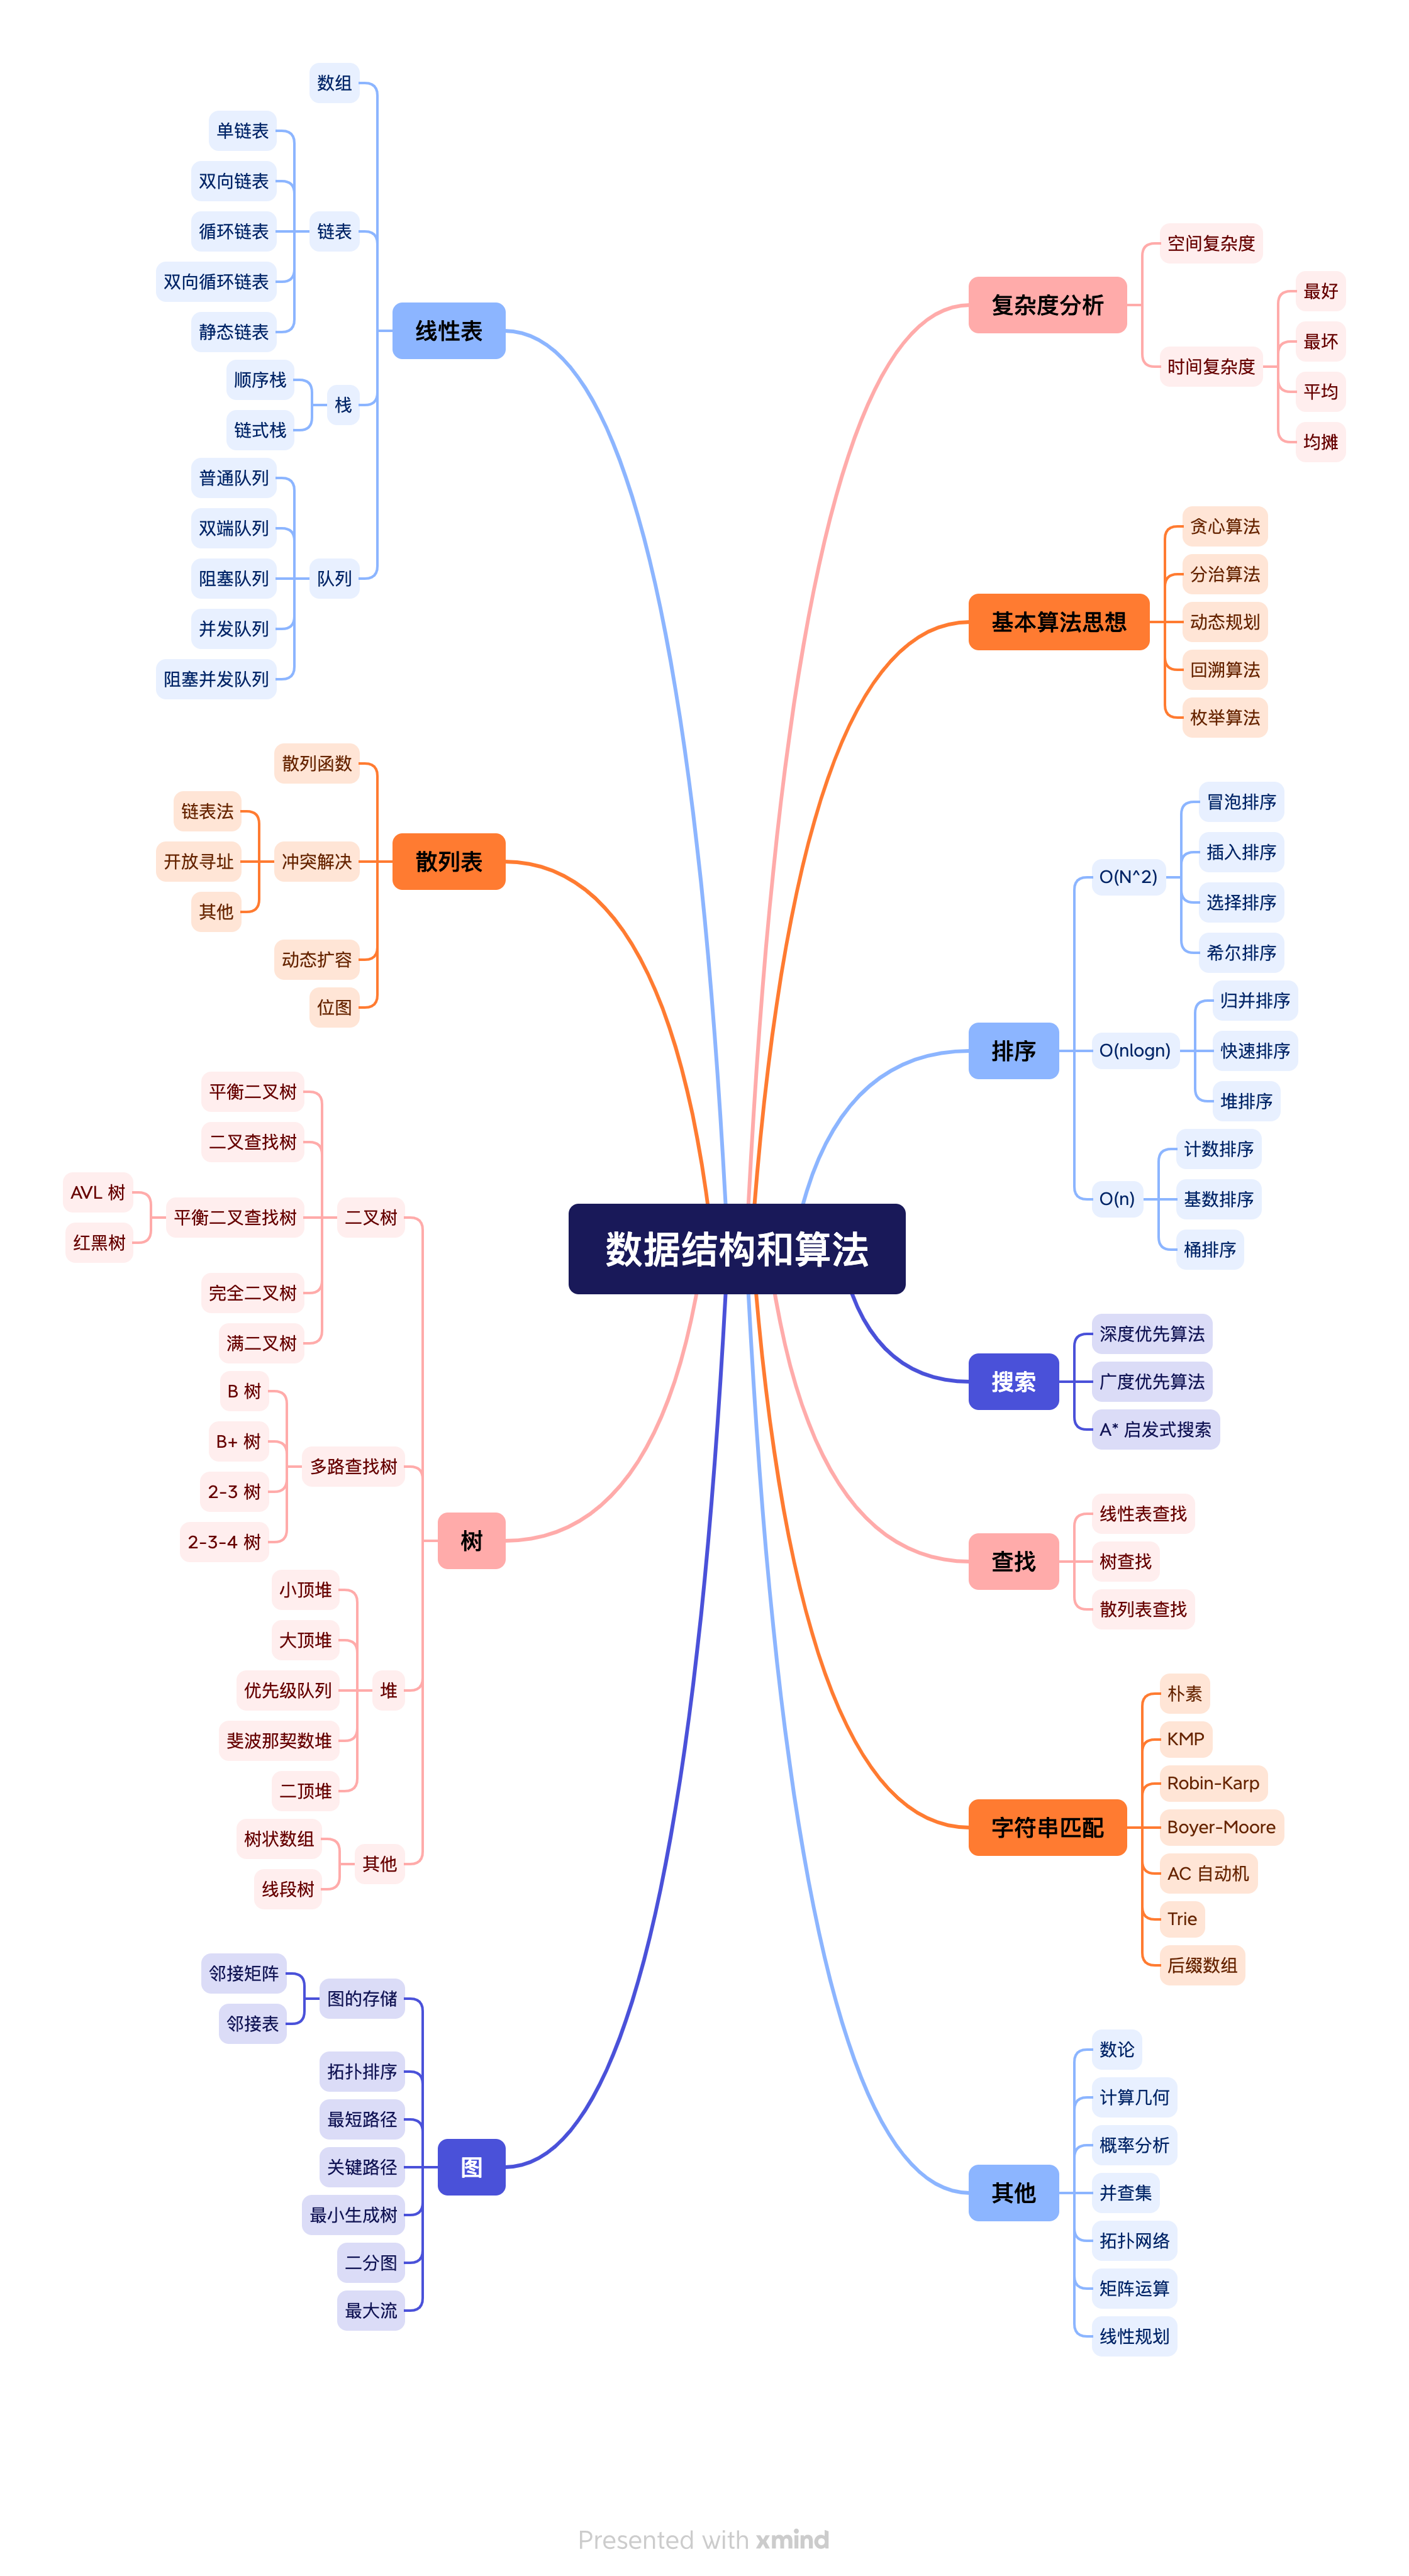 数据结构和算法
复杂度分析
空间复杂度
时间复杂度
最好
最坏
平均
均摊
基本算法思想
贪心算法
分治算法
动态规划
回溯算法
枚举算法
排序
O(N^2)
冒泡排序
插入排序
选择排序
希尔排序
O(nlogn)
归并排序
快速排序
堆排序
O(n)
计数排序
基数排序
桶排序
搜索
深度优先算法
广度优先算法
A* 启发式搜索
查找
线性表查找
树查找
散列表查找
字符串匹配
朴素
KMP
Robin-Karp
Boyer-Moore
AC 自动机
Trie
后缀数组
其他
数论
计算几何
概率分析
并查集
拓扑网络
矩阵运算
线性规划
线性表
数组
链表
单链表
双向链表
循环链表
双向循环链表
静态链表
栈
顺序栈
链式栈
队列
普通队列
双端队列
阻塞队列
并发队列
阻塞并发队列
散列表
散列函数
冲突解决
链表法
开放寻址
其他
动态扩容
位图
树
二叉树
平衡二叉树
二叉查找树
平衡二叉查找树
AVL 树
红黑树
完全二叉树
满二叉树
多路查找树
B 树
B+ 树
2-3 树
2-3-4 树
堆
小顶堆
大顶堆
优先级队列
斐波那契数堆
二顶堆
其他
树状数组
线段树
图
图的存储
邻接矩阵
邻接表
拓扑排序
最短路径
关键路径
最小生成树
二分图
最大流
Presented with xmind